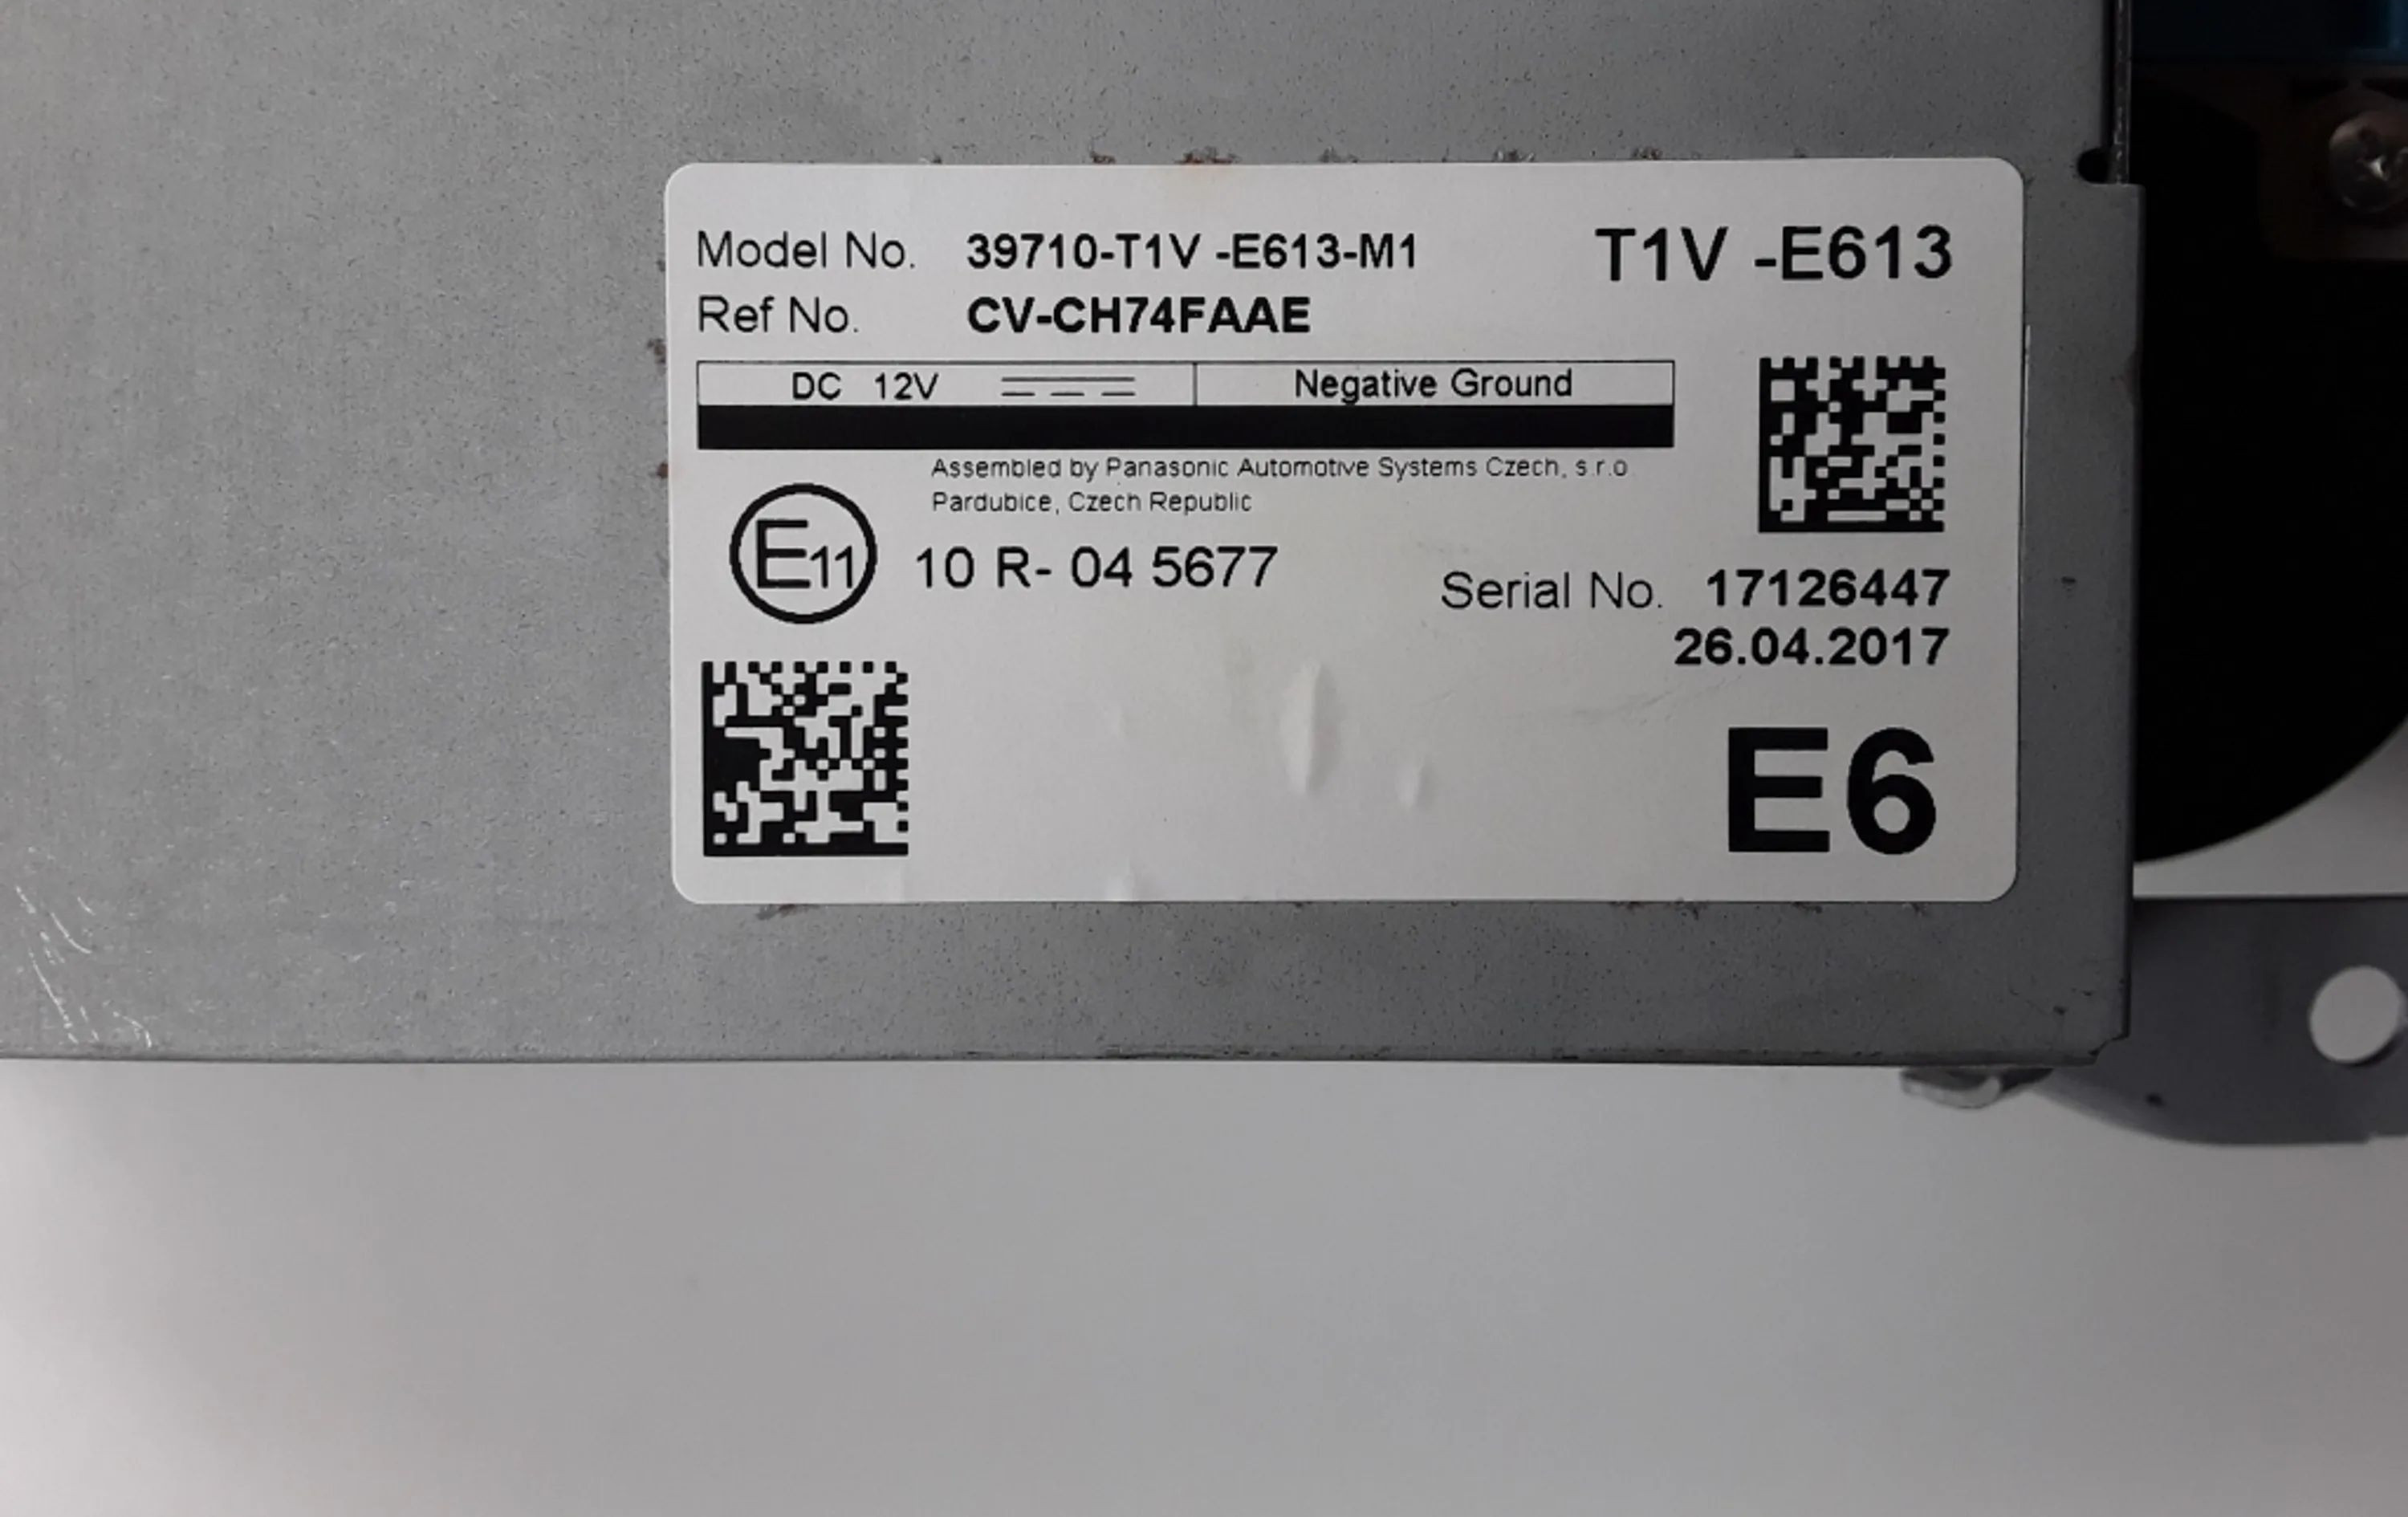 Model No. 39710-T1V -E613-M1
T1V -E613
Ref No. CV-CH74FAAE
DC 12V
Negative Ground
Assembled by Panasonic Automotive Systems Czech, s.r.o
Pardubice, Czech Republic
E11
10 R- 04 5677
Serial No. 17126447
26.04.2017
E6